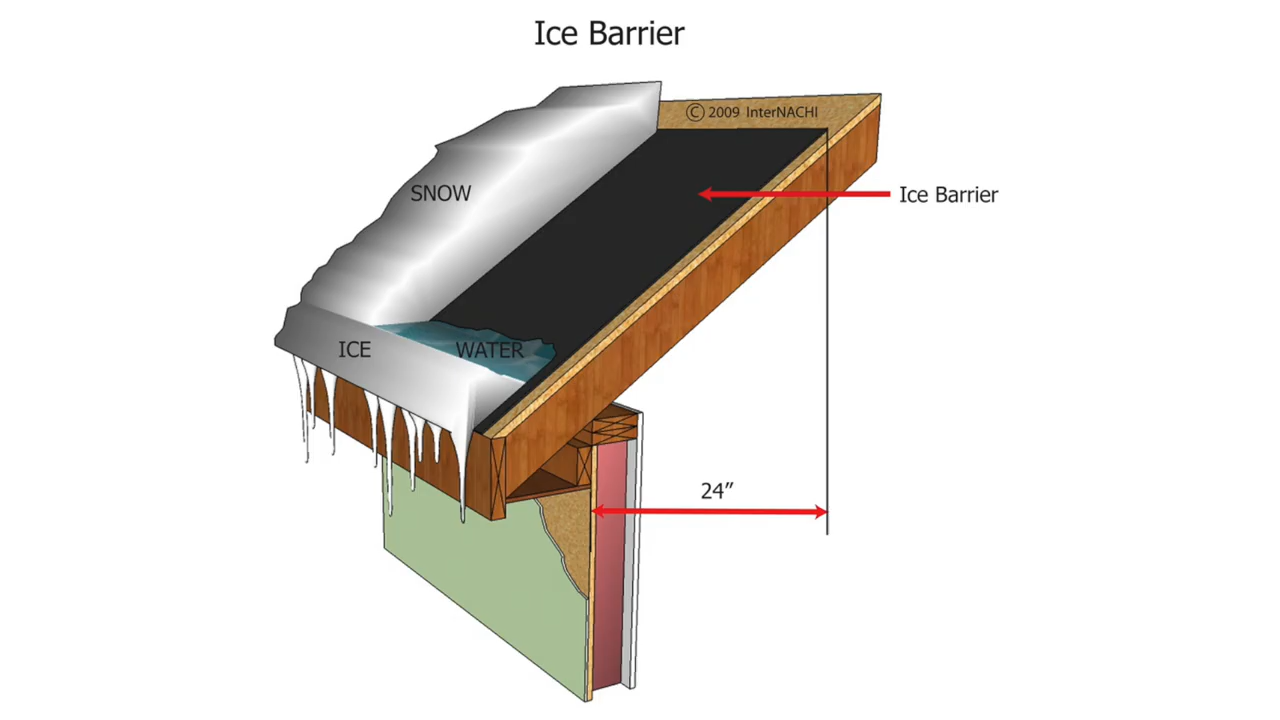 Ice Barrier
© 2009 InterNACHI
SNOW
Ice Barrier
ICE
WATER
24”